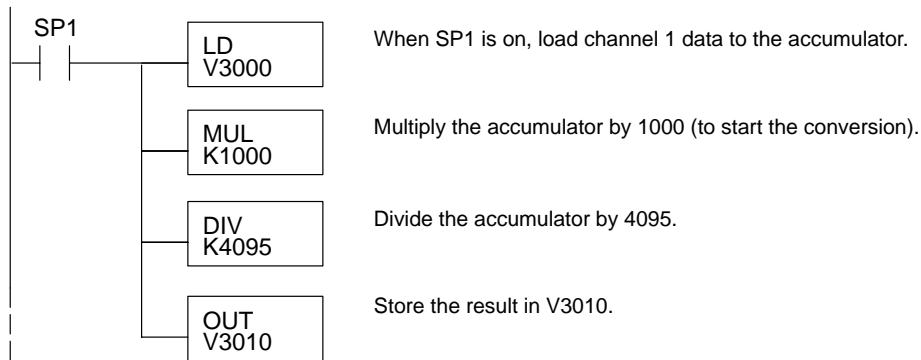 SP1
LD
V3000
When SP1 is on, load channel 1 data to the accumulator.
MUL
K1000
Multiply the accumulator by 1000 (to start the conversion).
DIV
K4095
Divide the accumulator by 4095.
OUT
V3010
Store the result in V3010.